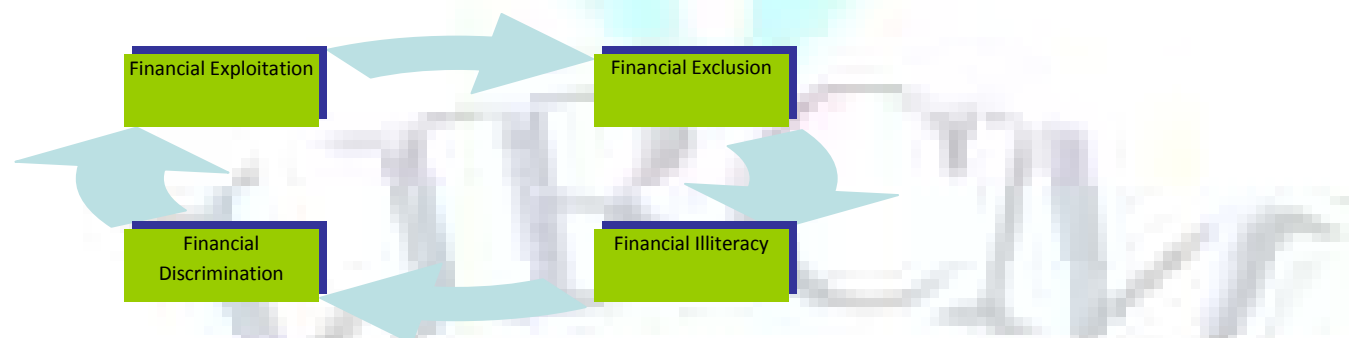 Financial Exploitation
Financial Exclusion
Financial
Discrimination
Financial Illiteracy